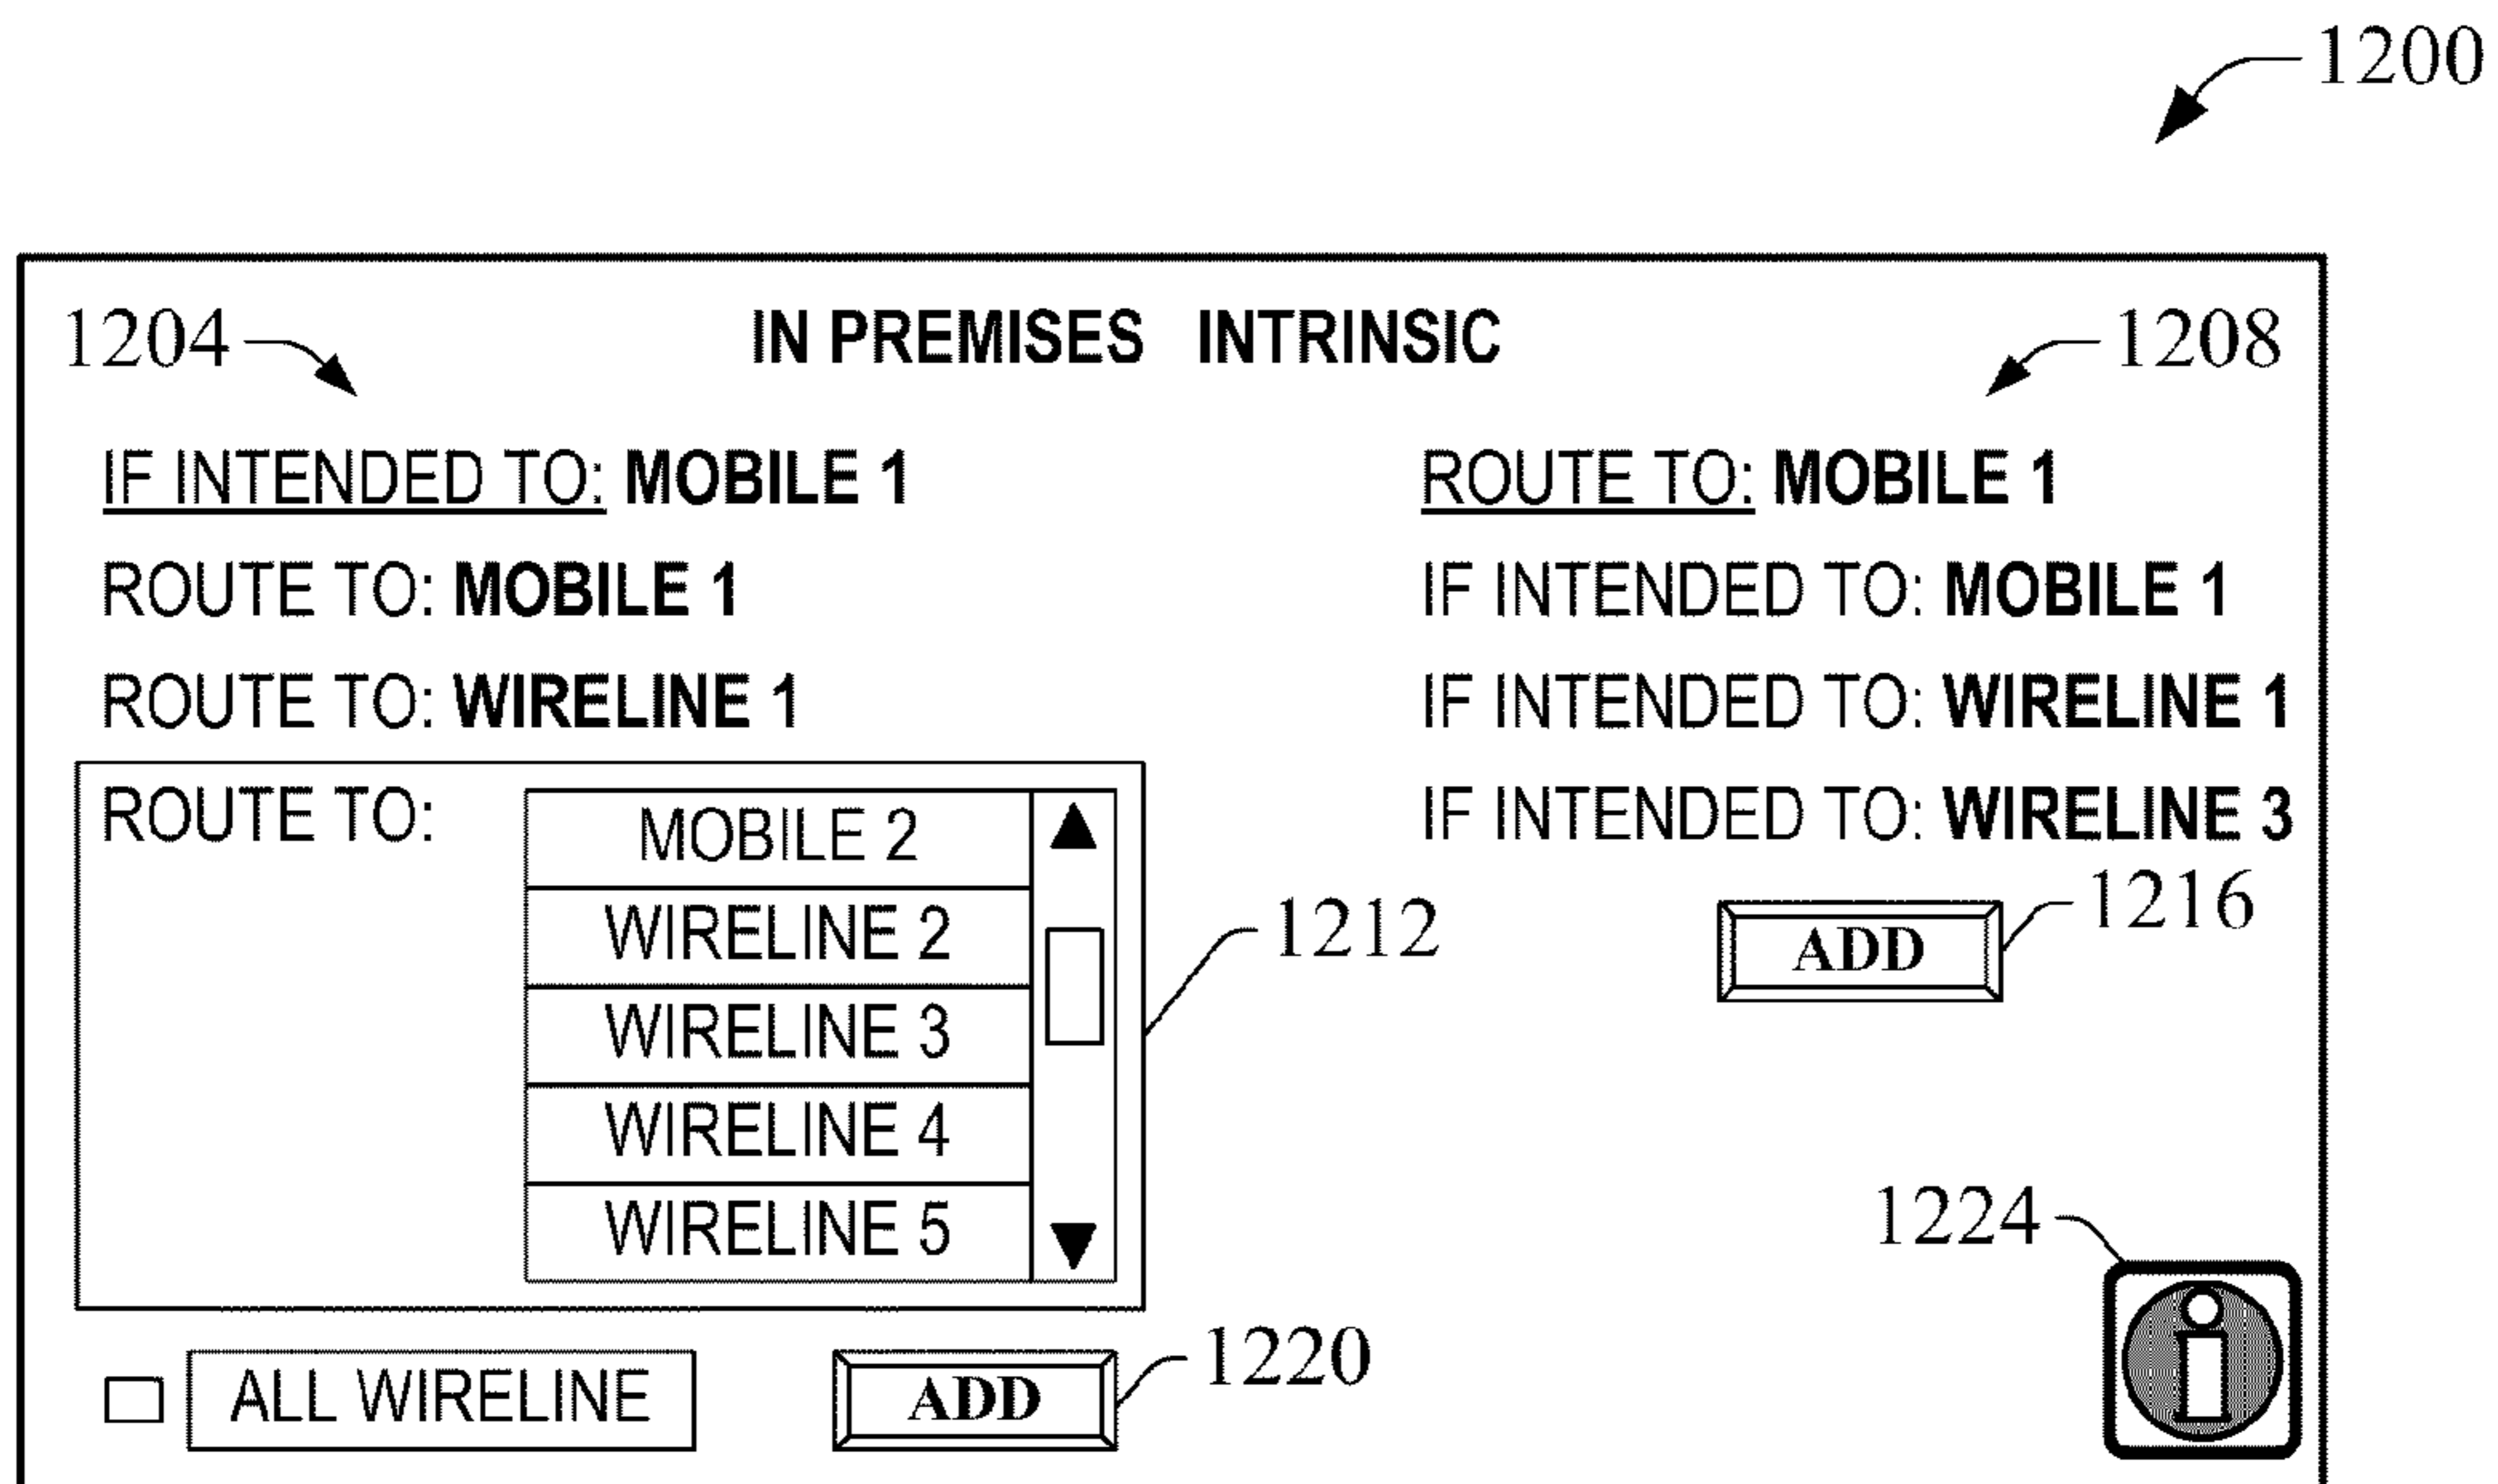 1200
1204
IN PREMISES INTRINSIC
1208
IF INTENDED TO: MOBILE 1
ROUTE TO: MOBILE 1
ROUTE TO: WIRELINE 1
ROUTE TO:
MOBILE 2
WIRELINE 2
WIRELINE 3
WIRELINE 4
WIRELINE 5
1212
ALL WIRELINE
ADD
1220
ROUTE TO: MOBILE 1
IF INTENDED TO: MOBILE 1
IF INTENDED TO: WIRELINE 1
IF INTENDED TO: WIRELINE 3
ADD
1216
1224
i